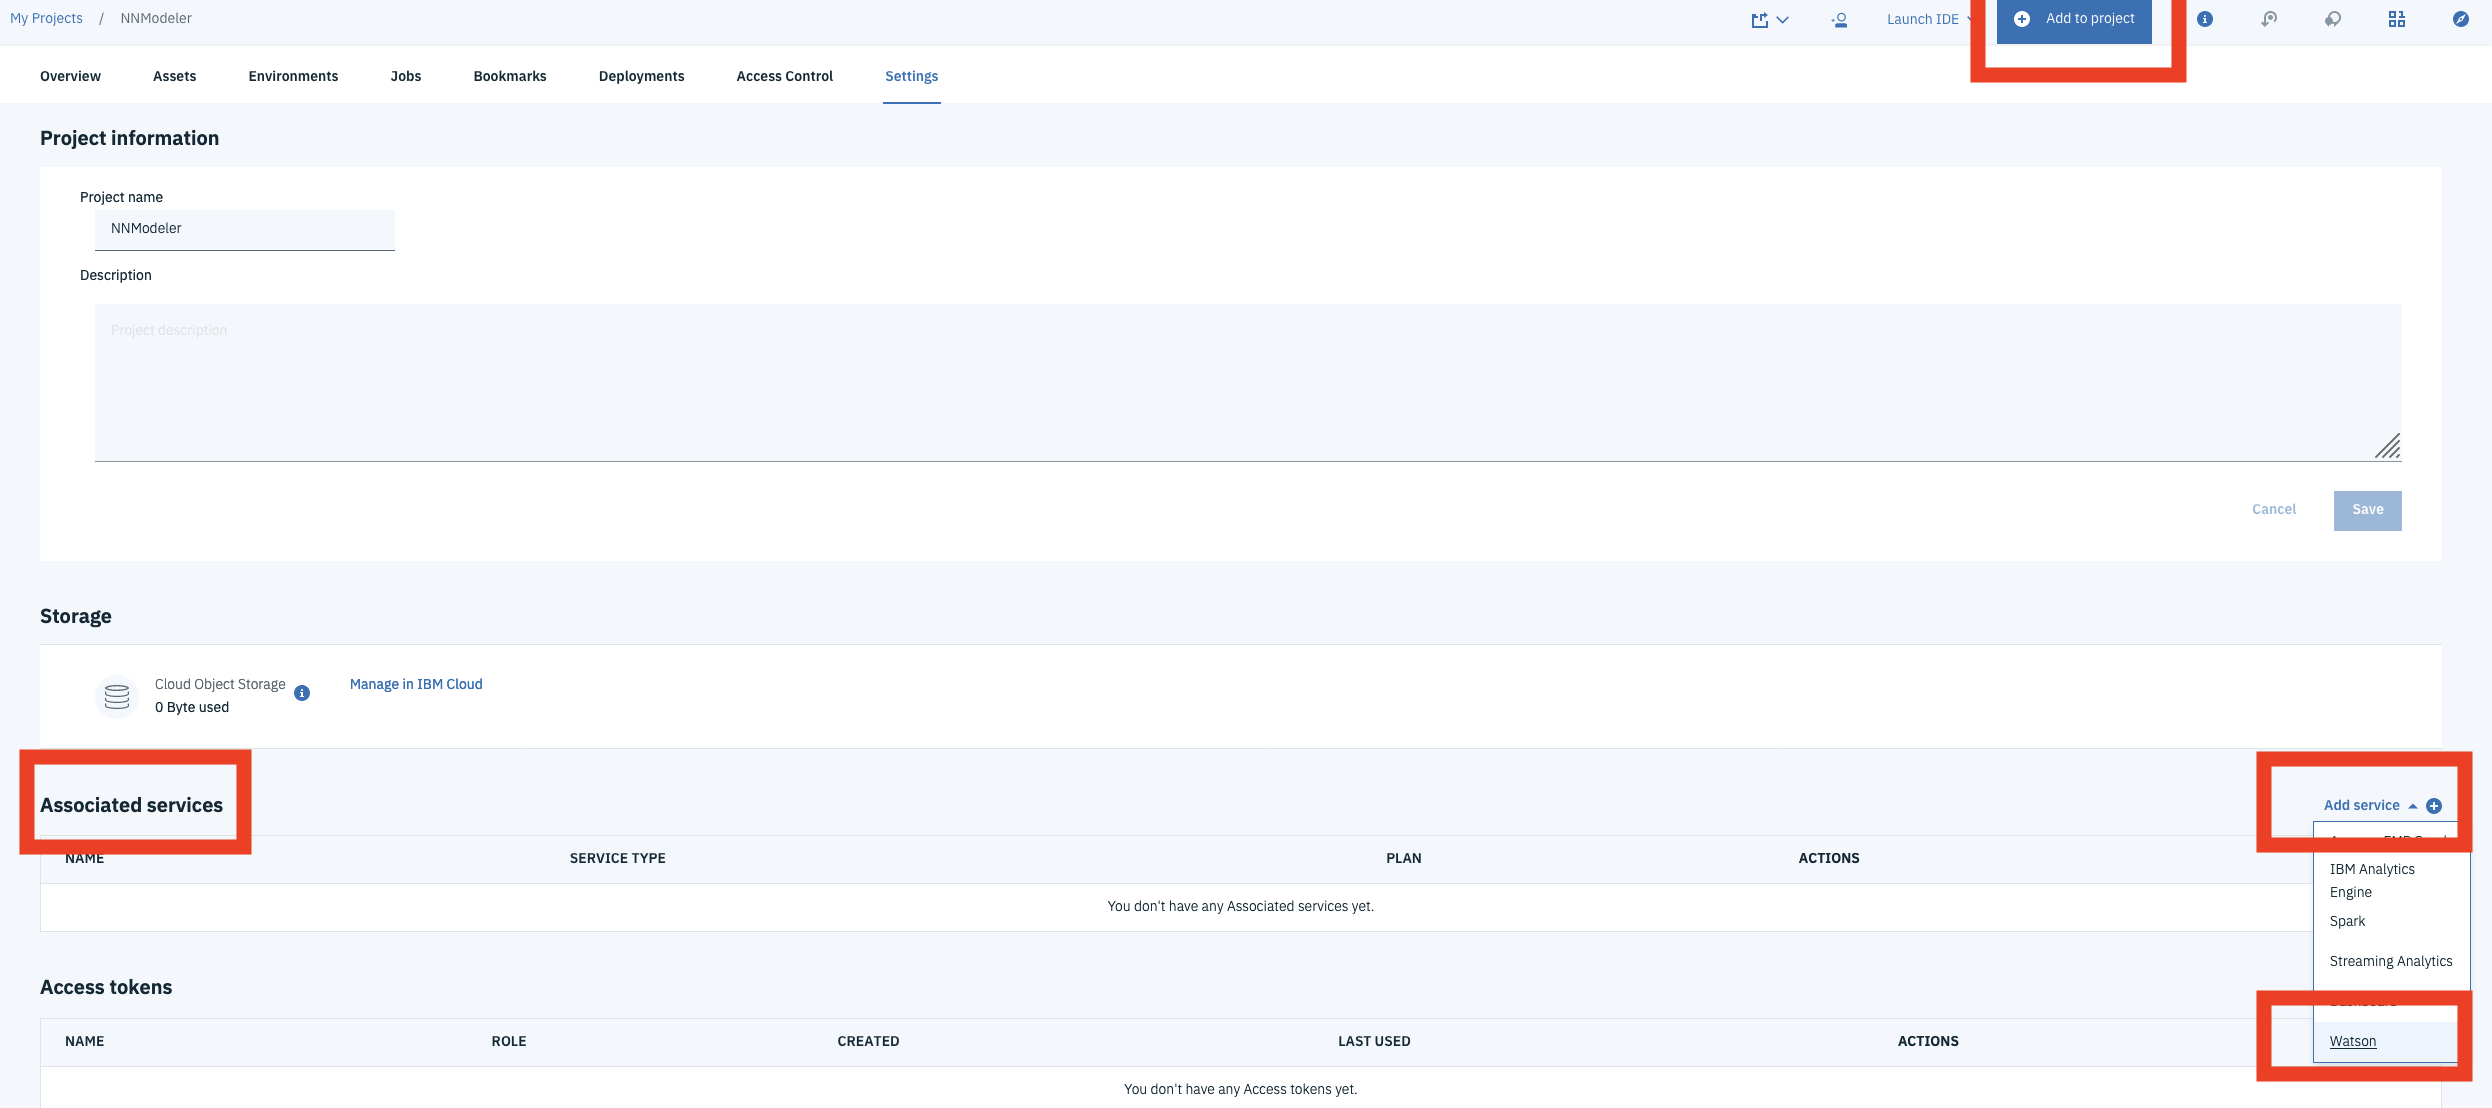 My Projects / NNModeler
Launch IDE
Add to project
Overview Assets Environments Jobs Bookmarks Deployments Access Control Settings
Project information
Project name
NNModeler
Description
Project description
Cancel Save
Storage
Cloud Object Storage Manage in IBM Cloud
0 Byte used
Associated services
Add service
NAME SERVICE TYPE PLAN ACTIONS
IBM Analytics
Engine
You don't have any Associated services yet.
Spark
Streaming Analytics
Access tokens
NAME ROLE CREATED LAST USED ACTIONS
Watson
You don't have any Access tokens yet.